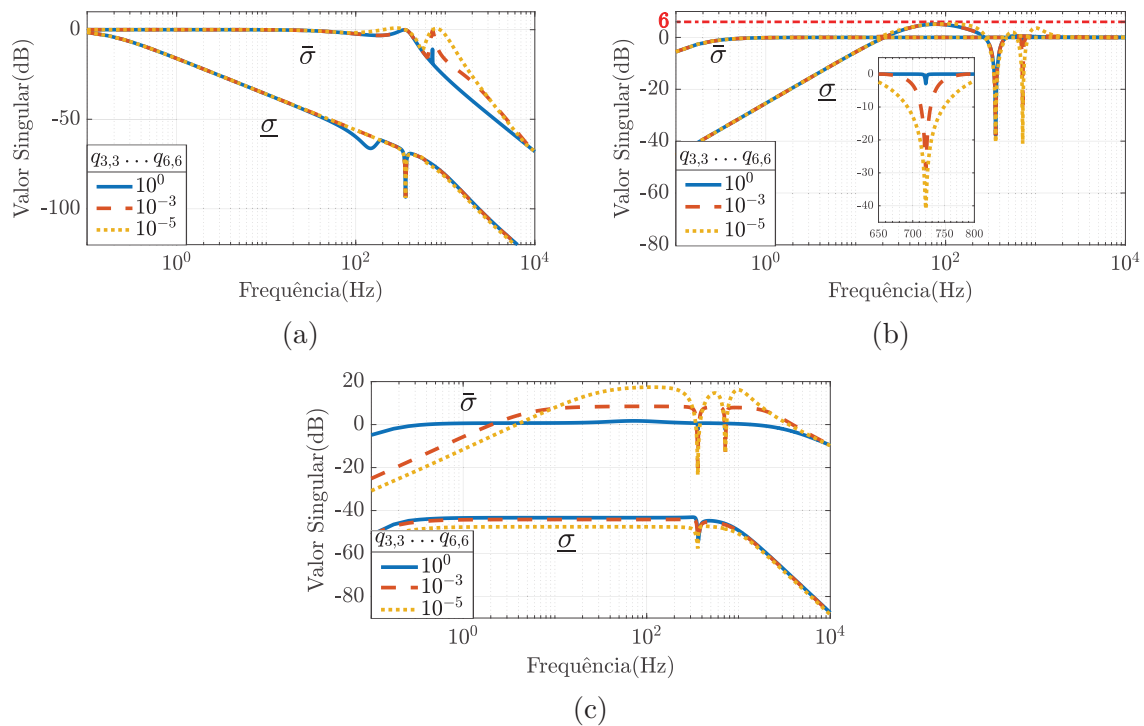 Valor Singular(dB)
0
-50
-100
σ̄
σ̲
q3,3 ⋯ q6,6
10^0
10^−3
10^−5
10^0
10^2
10^4
Frequência(Hz)
(a)
Valor Singular(dB)
6
0
-20
-40
-60
-80
σ̄
σ̲
0
-10
-20
-30
-40
650
700
750
800
q3,3 ⋯ q6,6
10^0
10^−3
10^−5
10^0
10^2
10^4
Frequência(Hz)
(b)
Valor Singular(dB)
20
0
-20
-40
-60
-80
σ̄
σ̲
q3,3 ⋯ q6,6
10^0
10^−3
10^−5
10^0
10^2
10^4
Frequência(Hz)
(c)